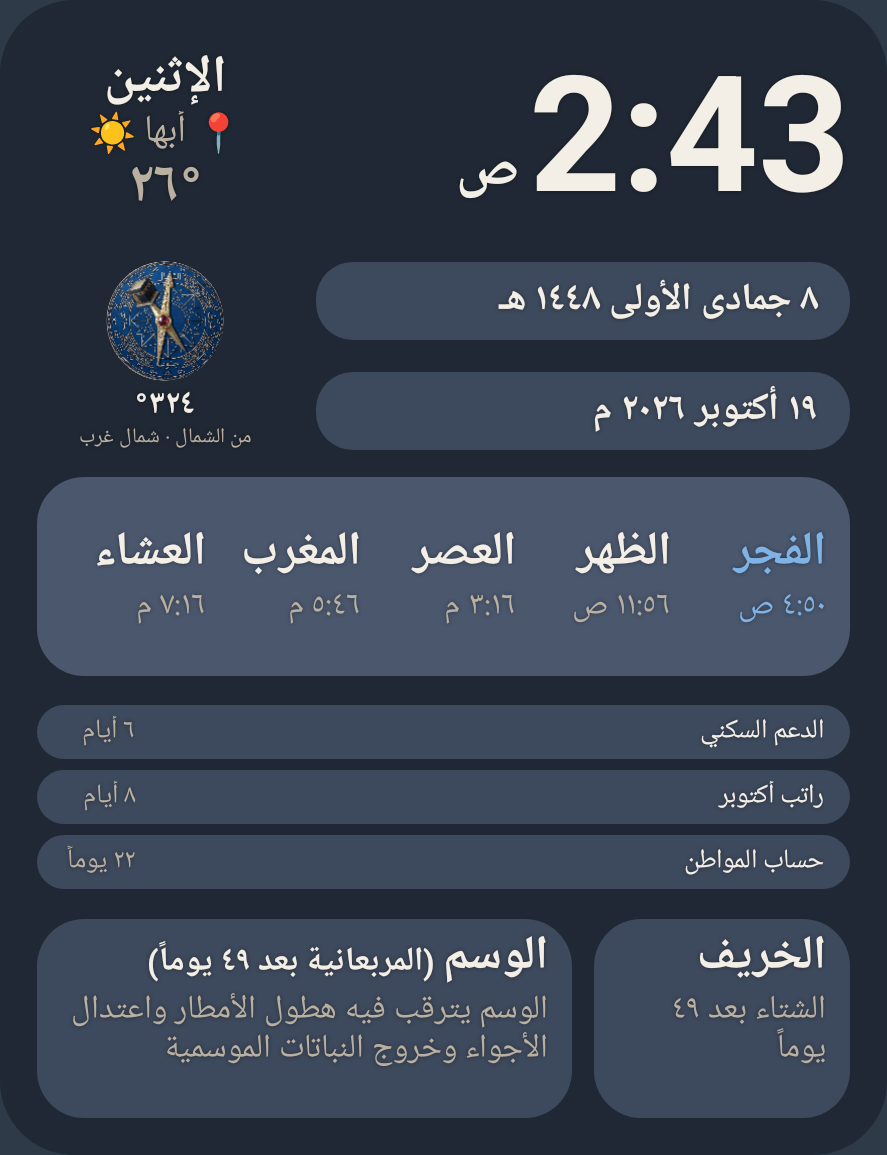 2:43 ص
الإثنين
📍 أبها ☀️
٢٦°
٨ جمادى الأولى ١٤٤٨ هـ
١٩ أكتوبر ٢٠٢٦ م
٣٢٤°
من الشمال · شمال غرب
الفجر الظهر العصر المغرب العشاء
٤:٥٠ ص ١١:٥٦ ص ٣:١٦ م ٥:٤٦ م ٧:١٦ م
الدعم السكني ٦ أيام
راتب أكتوبر ٨ أيام
حساب المواطن ٢٢ يوماً
الخريف
الشتاء بعد ٤٩
يوماً
الوسم (المربعانية بعد ٤٩ يوماً)
الوسم يترقب فيه هطول الأمطار واعتدال
الأجواء وخروج النباتات الموسمية